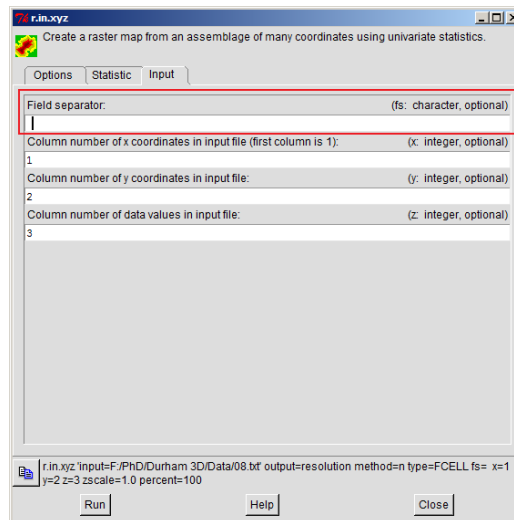 r.in.xyz
Create a raster map from an assemblage of many coordinates using univariate statistics.
Options Statistic Input
Field separator: (fs: character, optional)
Column number of x coordinates in input file (first column is 1): (x: integer, optional)
1
Column number of y coordinates in input file: (y: integer, optional)
2
Column number of data values in input file: (z: integer, optional)
3
r.in.xyz 'input=F:/PhD/Durham 3D/Data/08.txt' output=resolution method=n type=FCELL fs= x=1
y=2 z=3 zscale=1.0 percent=100
Run Help Close